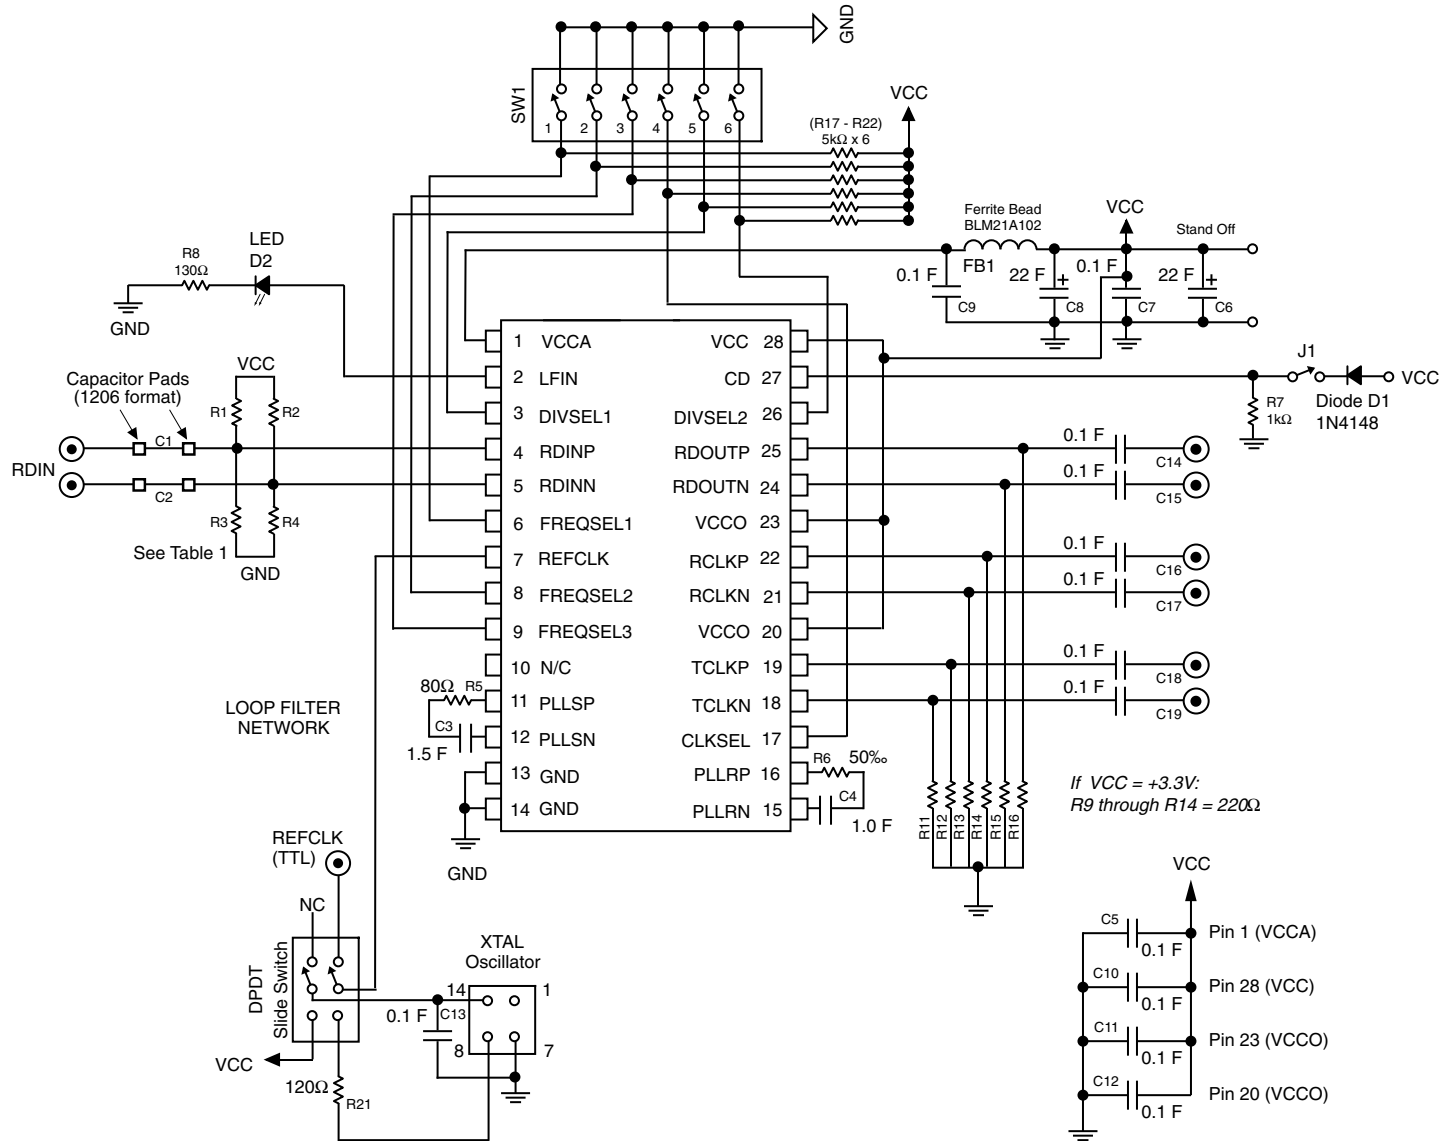 GND
SW1
1 2 3 4 5 6
VCC
(R17 - R22)
5kΩ x 6
Ferrite Bead
BLM21A102
VCC
Stand Off
0.1 F
FB1
22 F
+
0.1 F
22 F
+
C9
C8
C7
C6
LED
D2
R8
130Ω
GND
1 VCCA
VCC 28
2 LFIN
CD 27
3 DIVSEL1
DIVSEL2 26
4 RDINP
RDOUTP 25
5 RDINN
RDOUTN 24
6 FREQSEL1
VCCO 23
7 REFCLK
RCLKP 22
8 FREQSEL2
RCLKN 21
9 FREQSEL3
VCCO 20
10 N/C
TCLKP 19
11 PLLSP
TCLKN 18
12 PLLSN
CLKSEL 17
13 GND
PLLRP 16
14 GND
PLLRN 15
J1
VCC
R7
1kΩ
Diode D1
1N4148
VCC
Capacitor Pads
(1206 format)
R1
R2
C1
RDIN
C2
R3
R4
See Table 1
GND
0.1 F
C14
0.1 F
C15
0.1 F
C16
0.1 F
C17
0.1 F
C18
0.1 F
C19
80Ω
R5
C3
1.5 F
LOOP FILTER
NETWORK
R6
50‰
C4
1.0 F
R11
R12
R13
R14
R15
R16
If VCC = +3.3V:
R9 through R14 = 220Ω
GND
REFCLK
(TTL)
NC
DPDT
Slide Switch
VCC
120Ω
R21
XTAL
Oscillator
14
1
0.1 F
C13
8
7
VCC
C5
0.1 F
Pin 1 (VCCA)
C10
0.1 F
Pin 28 (VCC)
C11
0.1 F
Pin 23 (VCCO)
C12
0.1 F
Pin 20 (VCCO)